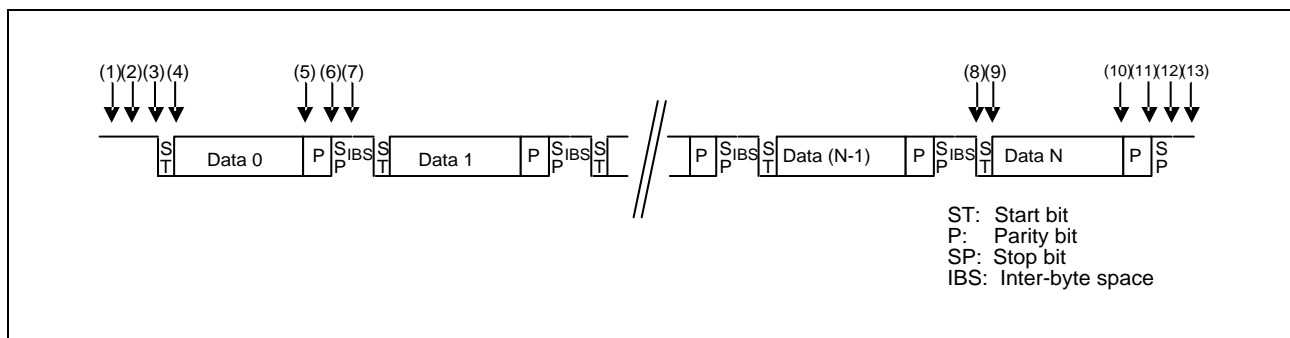 (1)(2)(3)(4) (5) (6)(7) (8)(9) (10)(11)(12)(13)
ST Data 0 P SP IBS ST Data 1 P SP IBS ST P SP IBS ST Data (N-1) P SP IBS ST Data N P SP
ST: Start bit
P: Parity bit
SP: Stop bit
IBS: Inter-byte space